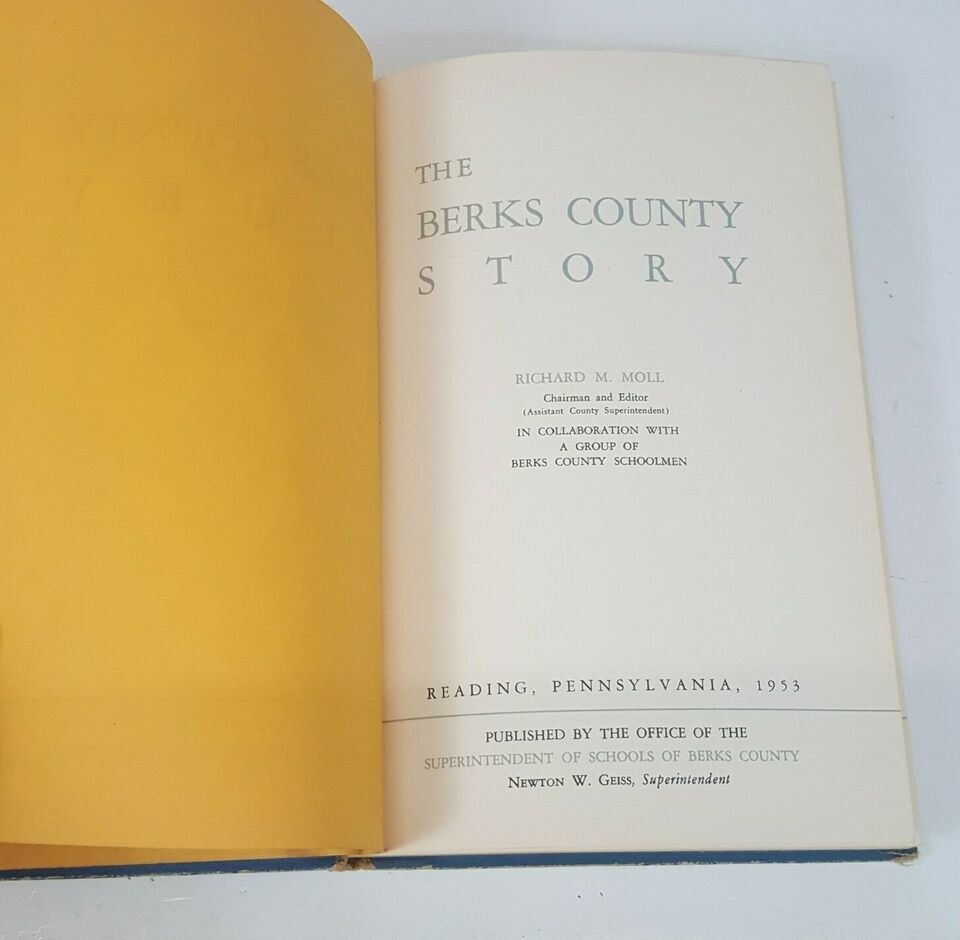 THE
BERKS COUNTY
STORY
RICHARD M. MOLL
Chairman and Editor
(Assistant County Superintendent)
IN COLLABORATION WITH
A GROUP OF
BERKS COUNTY SCHOOLMEN
READING, PENNSYLVANIA, 1953
PUBLISHED BY THE OFFICE OF THE
SUPERINTENDENT OF SCHOOLS OF BERKS COUNTY
NEWTON W. GEISS, Superintendent